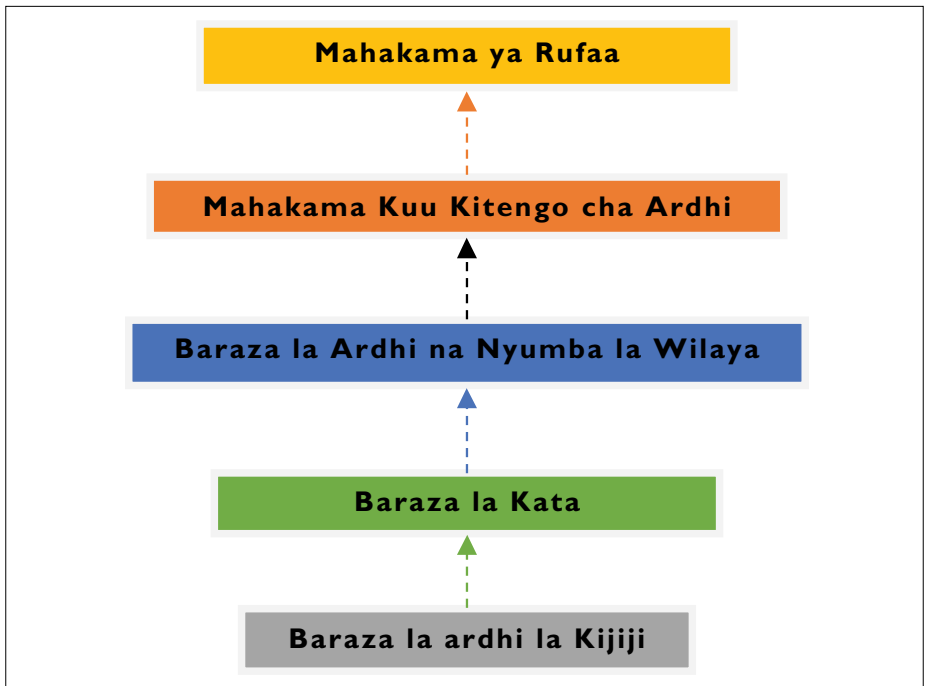 Mahakama ya Rufaa
Mahakama Kuu Kitengo cha Ardhi
Baraza la Ardhi na Nyumba la Wilaya
Baraza la Kata
Baraza la ardhi la Kijiji